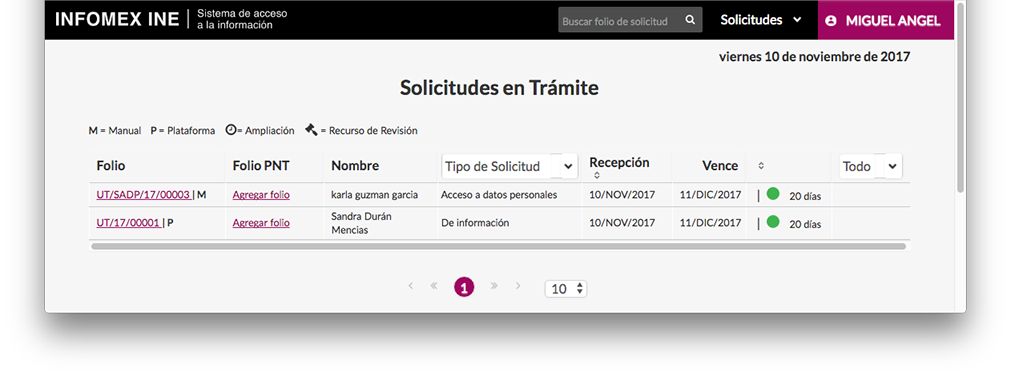 INFOMEX INE | Sistema de acceso
a la información
Buscar folio de solicitud
Solicitudes
MIGUEL ANGEL
viernes 10 de noviembre de 2017
Solicitudes en Trámite
M = Manual P = Plataforma = Ampliación = Recurso de Revisión
Folio Folio PNT Nombre Tipo de Solicitud Recepción Vence Todo
UT/SADP/17/00003 | M Agregar folio karla guzman garcia Acceso a datos personales 10/NOV/2017 11/DIC/2017 | 20 días
UT/17/00001 | P Agregar folio Sandra Durán Mencias De información 10/NOV/2017 11/DIC/2017 | 20 días
‹ « 1 » › 10